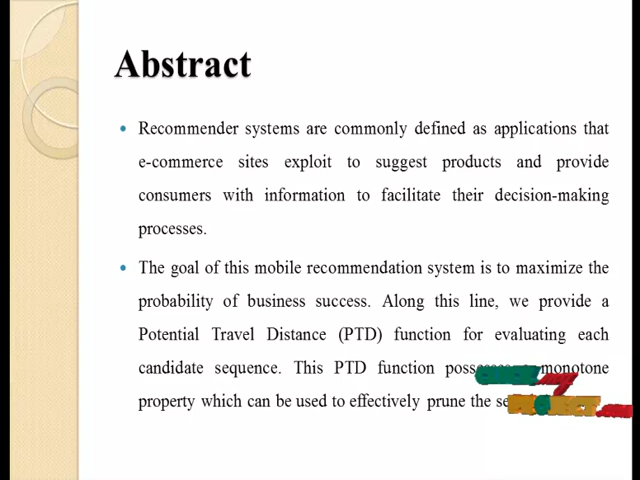 Abstract
Recommender systems are commonly defined as applications that
e-commerce sites exploit to suggest products and provide
consumers with information to facilitate their decision-making
processes.
The goal of this mobile recommendation system is to maximize the
probability of business success. Along this line, we provide a
Potential Travel Distance (PTD) function for evaluating each
candidate sequence. This PTD function monotone
property which can be used to effectively prune the